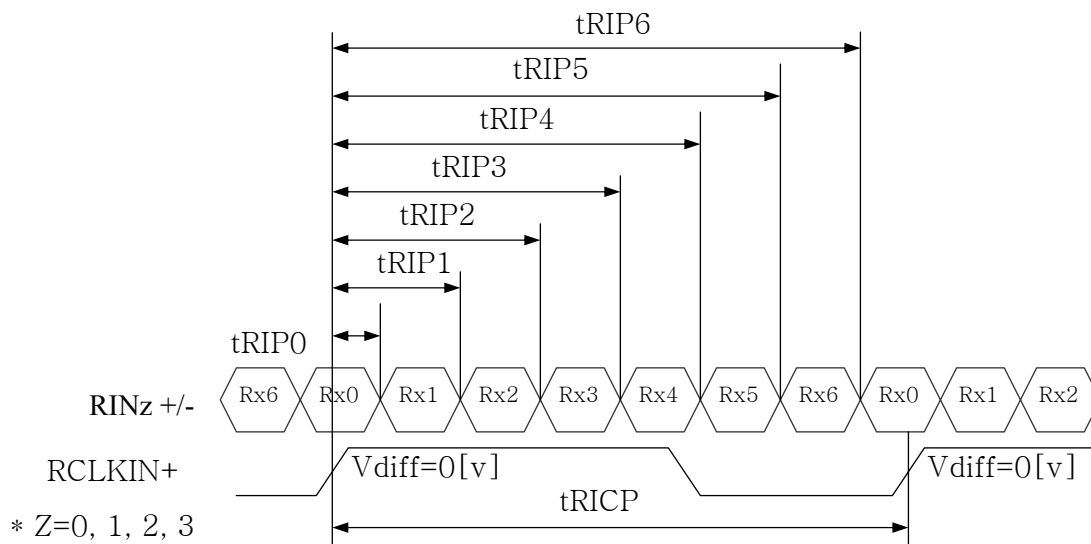 tRIP6
tRIP5
tRIP4
tRIP3
tRIP2
tRIP1
tRIP0
RINz +/- Rx6 Rx0 Rx1 Rx2 Rx3 Rx4 Rx5 Rx6 Rx0 Rx1 Rx2
RCLKIN+ Vdiff=0[v] Vdiff=0[v]
tRICP
* Z=0, 1, 2, 3